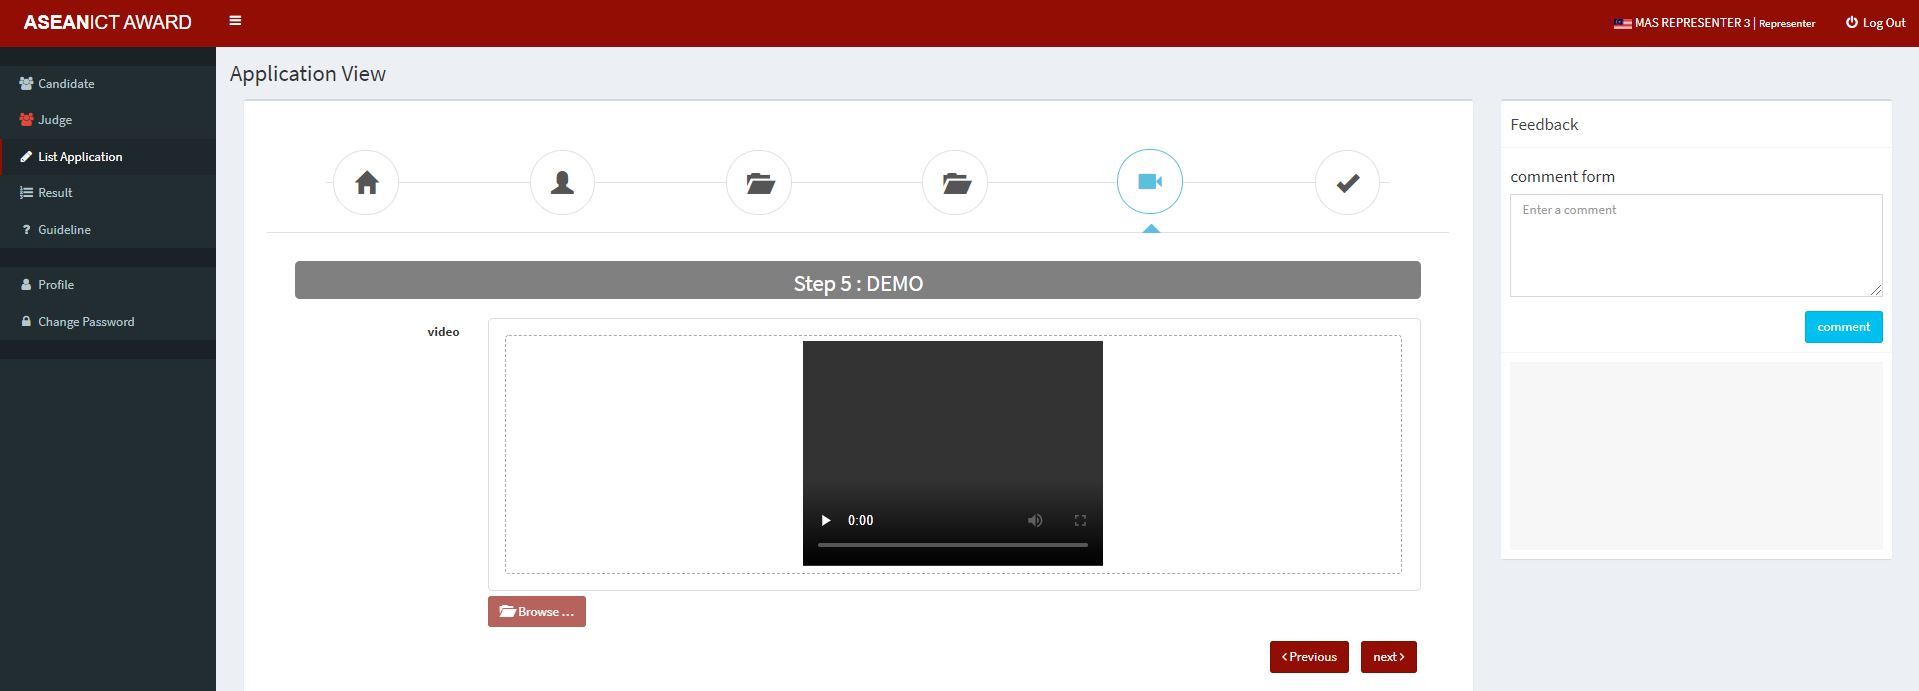 ASEANICT AWARD
MAS REPRESENTER 3 | Representer
Log Out
Candidate
Judge
List Application
Result
Guideline
Profile
Change Password
Application View
Step 5 : DEMO
video
0:00
Browse ...
Previous
next
Feedback
comment form
Enter a comment
comment